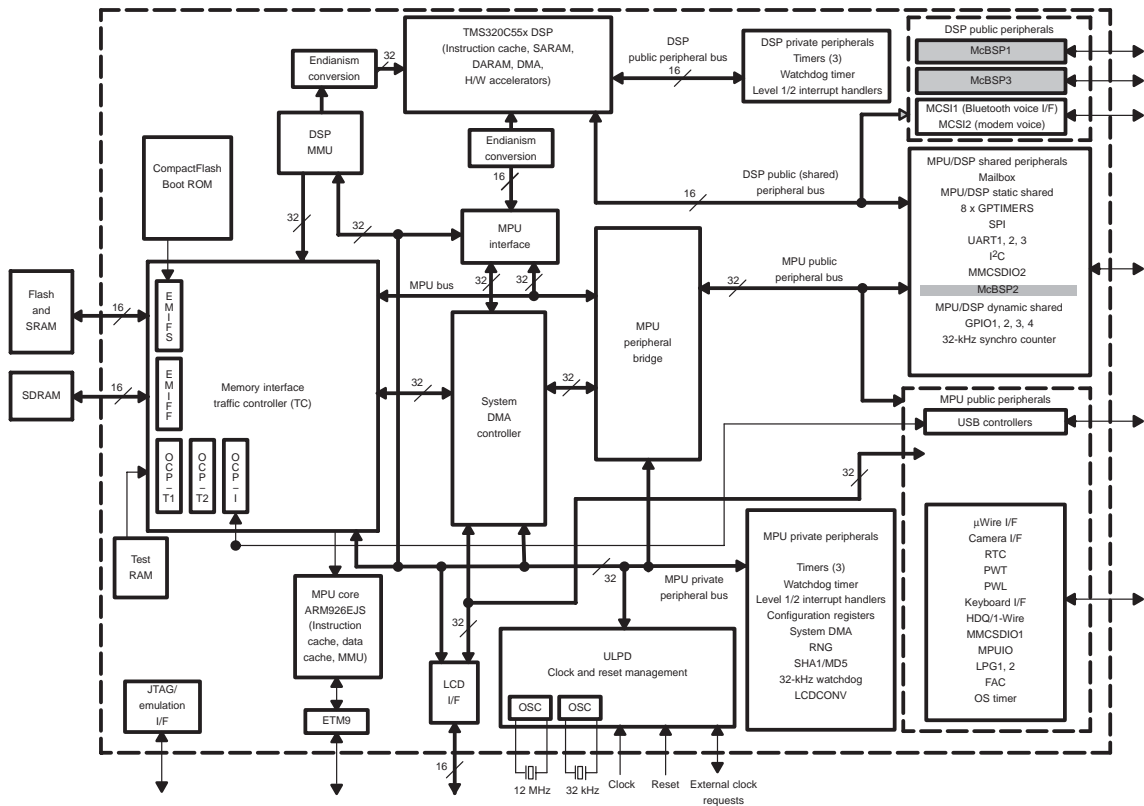 TMS320C55x DSP
(Instruction cache, SARAM,
DARAM, DMA,
H/W accelerators)
32
Endianism
conversion
DSP
public peripheral bus
16
DSP private peripherals
Timers (3)
Watchdog timer
Level 1/2 interrupt handlers
DSP public peripherals
McBSP1
McBSP3
MCSI1 (Bluetooth voice I/F)
MCSI2 (modem voice)
DSP
MMU
Endianism
conversion
16
CompactFlash
Boot ROM
DSP public (shared)
peripheral bus
16
32
32
MPU
interface
MPU/DSP shared peripherals
Mailbox
MPU/DSP static shared
8 x GPTIMERS
SPI
UART1, 2, 3
I2C
MMCSDIO2
McBSP2
MPU/DSP dynamic shared
GPIO1, 2, 3, 4
32-kHz synchro counter
Flash
and
SRAM
16
EMIFS
MPU bus
32
32
MPU public
peripheral bus
MPU
peripheral
bridge
SDRAM
16
EMIFF
Memory interface
traffic controller (TC)
32
System
DMA
controller
32
MPU public peripherals
USB controllers
32
OCP_T1
OCP_T2
OCP_I
Test
RAM
32
MPU private
peripheral bus
MPU private peripherals
Timers (3)
Watchdog timer
Level 1/2 interrupt handlers
Configuration registers
System DMA
RNG
SHA1/MD5
32-kHz watchdog
LCDCONV
µWire I/F
Camera I/F
RTC
PWT
PWL
Keyboard I/F
HDQ/1-Wire
MMCSDIO1
MPUIO
LPG1, 2
FAC
OS timer
MPU core
ARM926EJS
(Instruction
cache, data
cache, MMU)
32
LCD
I/F
ULPD
Clock and reset management
OSC
OSC
JTAG/
emulation
I/F
ETM9
16
12 MHz
32 kHz
Clock
Reset
External clock
requests